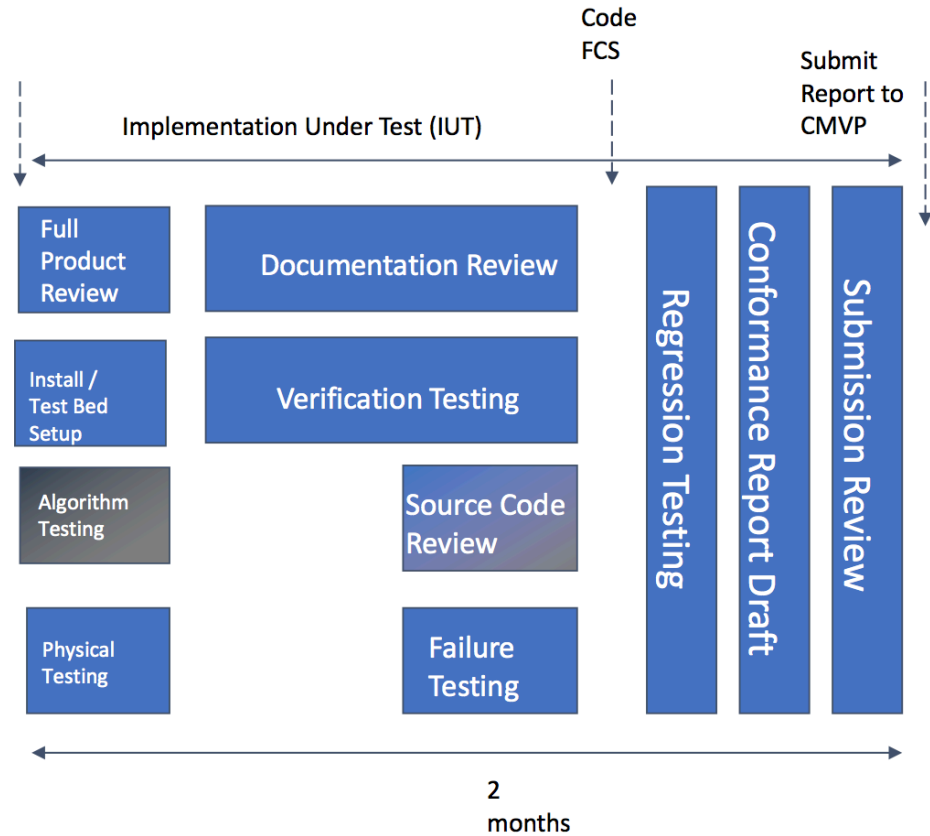 Code
FCS
Submit
Report to
CMVP
Implementation Under Test (IUT)
Full
Product
Review
Documentation Review
Install /
Test Bed
Setup
Verification Testing
Algorithm
Testing
Source Code
Review
Physical
Testing
Failure
Testing
Regression Testing
Conformance Report Draft
Submission Review
2
months